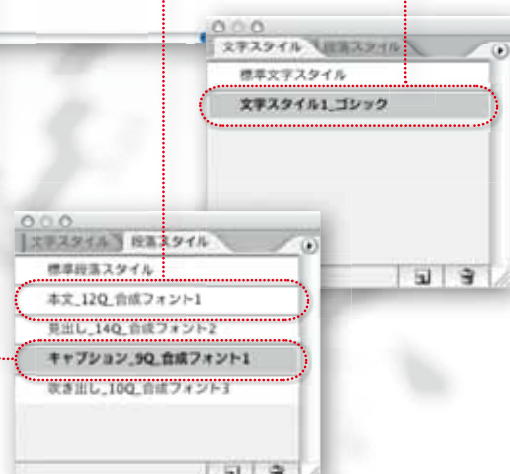 文字スタイル 段落スタイル
標準文字スタイル
文字スタイル1_ゴシック
文字スタイル 段落スタイル
標準段落スタイル
本文_12Q_合成フォント1
見出し_14Q_合成フォント2
キャプション_9Q_合成フォント1
吹き出し_10Q_合成フォント3